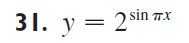 31. y = 2^{sin πx}